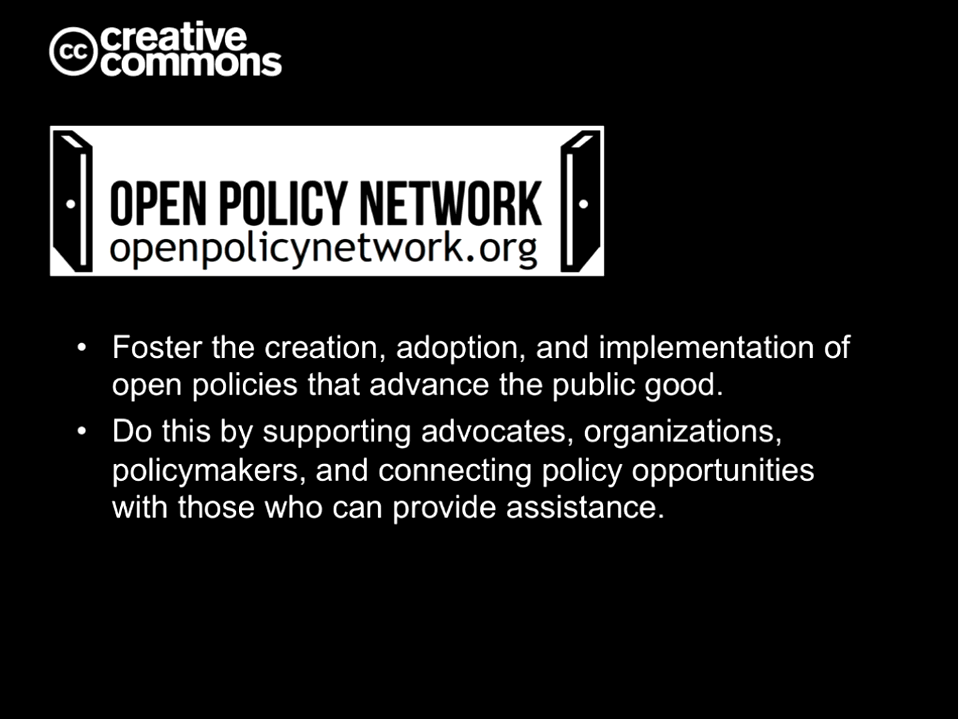 cc creative
commons
OPEN POLICY NETWORK
openpolicynetwork.org
• Foster the creation, adoption, and implementation of
open policies that advance the public good.
• Do this by supporting advocates, organizations,
policymakers, and connecting policy opportunities
with those who can provide assistance.